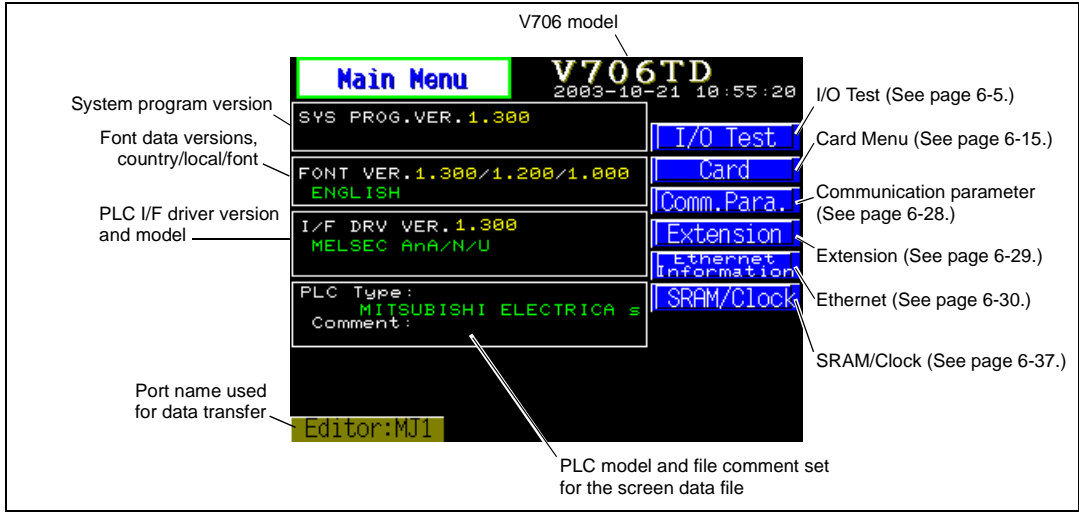 V706 model
Main Menu
V706TD
2003-10-21 10:55:20
System program version
SYS PROG.VER.1.300
I/O Test (See page 6-5.)
I/O Test
Font data versions,
country/local/font
FONT VER.1.300/1.200/1.000
ENGLISH
Card
Card Menu (See page 6-15.)
Comm.Para.
Communication parameter
(See page 6-28.)
PLC I/F driver version
and model
I/F DRV VER.1.300
MELSEC AnA/N/U
Extension
Extension (See page 6-29.)
Ethernet
Information
Ethernet (See page 6-30.)
PLC Type:
MITSUBISHI ELECTRICA s
Comment:
SRAM/Clock
SRAM/Clock (See page 6-37.)
Port name used
for data transfer
Editor:MJ1
PLC model and file comment set
for the screen data file